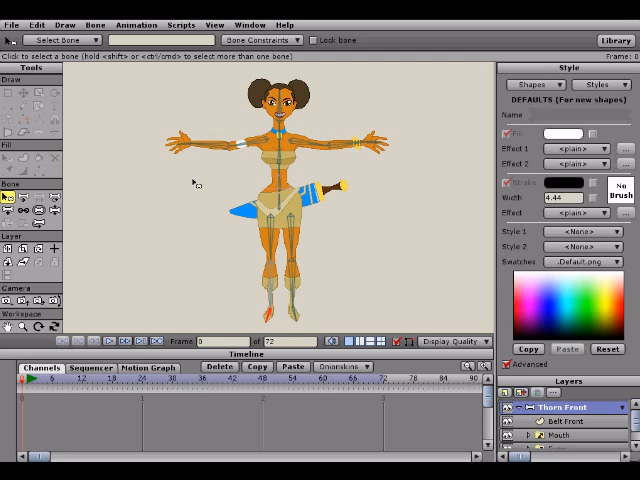 File Edit Draw Bone Animation Scripts View Window Help
Select Bone Bone Constraints Lock bone Library
Click to select a bone (hold <shift> or <ctrl/cmd> to select more than one bone) Frame: 0
Tools Style
Draw
Shapes Styles
DEFAULTS (For new shapes)
Name
Fill
Fill
Effect 1 <plain> ...
Effect 2 <plain> ...
Bone
Stroke
No Brush
Width 4.44
Effect <plain> ...
Layer
Style 1 <None>
Style 2 <None>
Swatches .Default.png ...
Camera
Workspace
Frame 0 of 72 Display Quality
Copy Paste Reset
Timeline
Advanced
Channels Sequencer Motion Graph Delete Copy Paste Onionskins
0 6 12 18 24 30 36 42 48 54 60 66 72 78 84 90
Layers
0 1 2 3
Thorn Front
Belt Front
Mouth